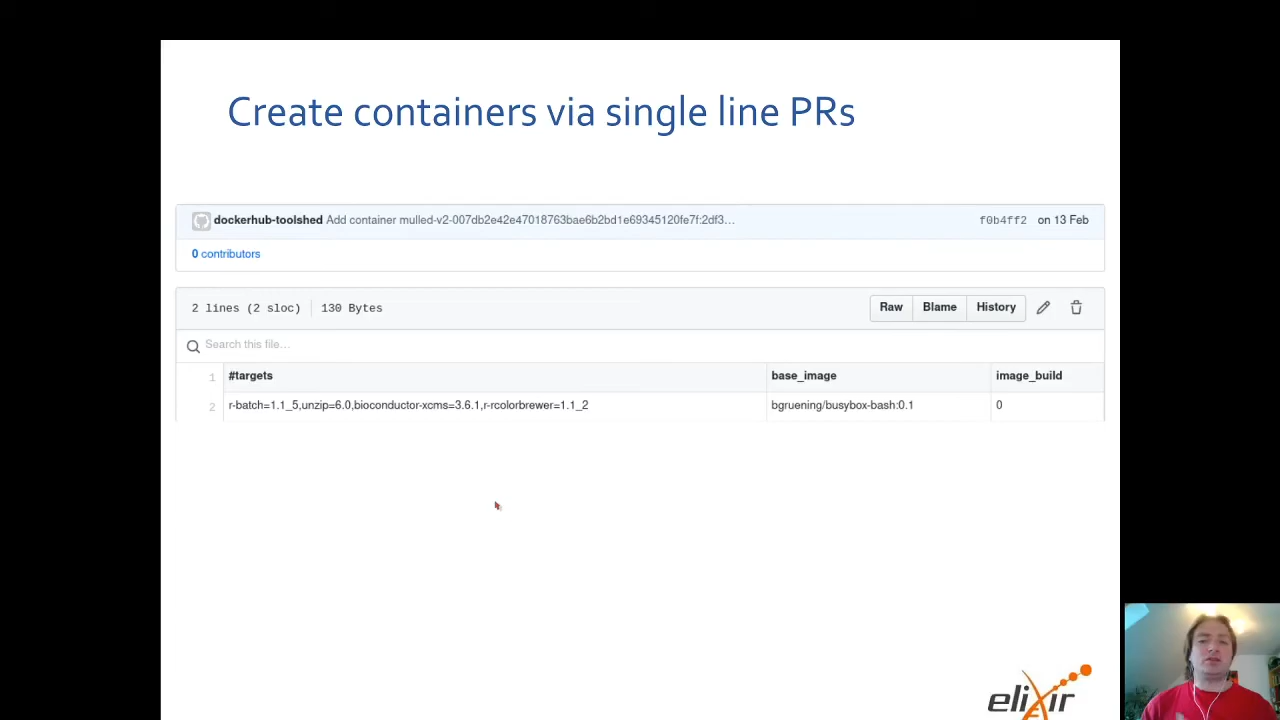 Create containers via single line PRs
dockerhub-toolshed Add container mulled-v2-007db2e42e47018763bae6b2bd1e69345120fe7f:2df3… f0b4ff2 on 13 Feb
0 contributors
2 lines (2 sloc) 130 Bytes Raw Blame History
Search this file…
1 #targets base_image image_build
2 r-batch=1.1_5,unzip=6.0,bioconductor-xcms=3.6.1,r-rcolorbrewer=1.1_2 bgruening/busybox-bash:0.1 0
elixir